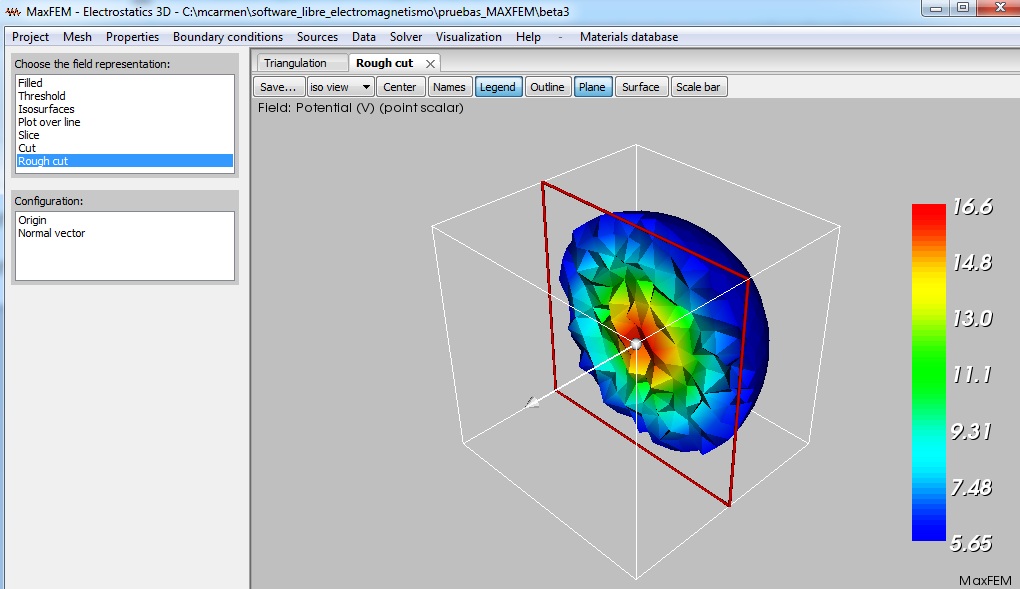 MaxFEM - Electrostatics 3D - C:\mcarmen\software_libre_electromagnetismo\pruebas_MAXFEM\beta3
Project Mesh Properties Boundary conditions Sources Data Solver Visualization Help - Materials database
Choose the field representation:
Filled
Threshold
Isosurfaces
Plot over line
Slice
Cut
Rough cut
Configuration:
Origin
Normal vector
Triangulation Rough cut
Save... iso view Center Names Legend Outline Plane Surface Scale bar
Field: Potential (V) (point scalar)
16.6
14.8
13.0
11.1
9.31
7.48
5.65
MaxFEM